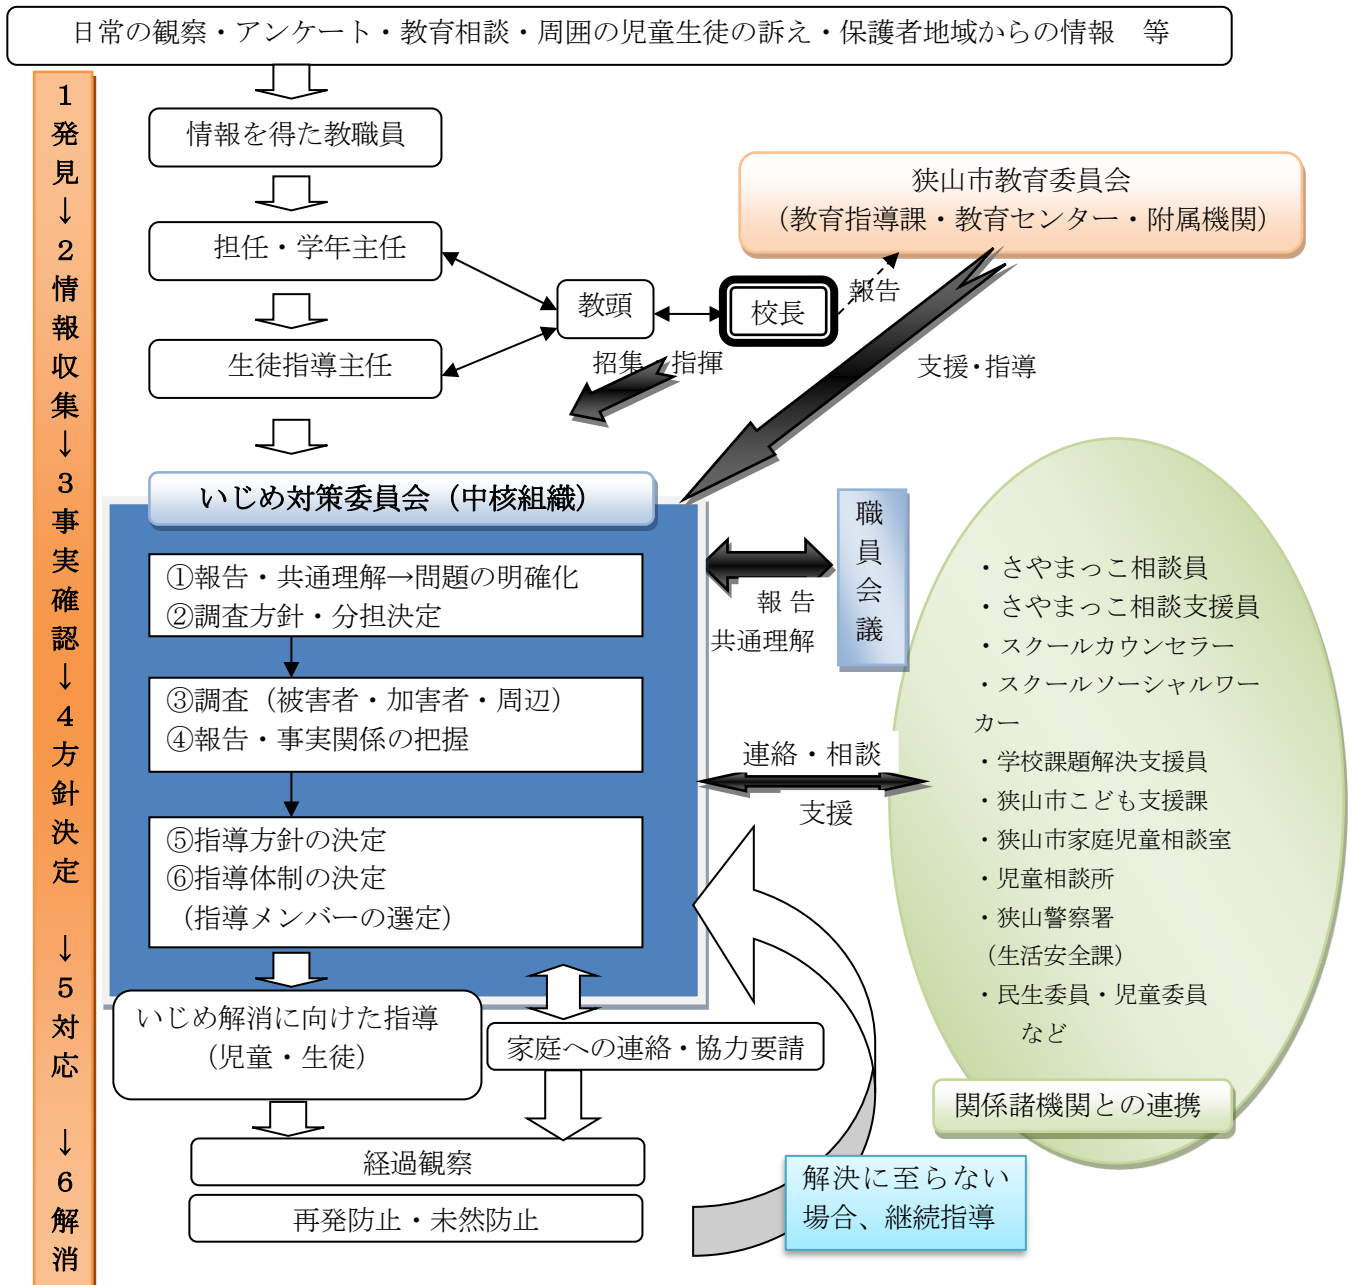 日常の観察・アンケート・教育相談・周囲の児童生徒の訴え・保護者地域からの情報　等
1発見→2情報収集→3事実確認→4方針決定　→5対応　→6解消
情報を得た教職員
狭山市教育委員会
（教育指導課・教育センター・附属機関）
担任・学年主任
教頭
校長
報告
生徒指導主任
招集・指揮
支援・指導
いじめ対策委員会（中核組織）
①報告・共通理解→問題の明確化
②調査方針・分担決定
③調査（被害者・加害者・周辺）
④報告・事実関係の把握
⑤指導方針の決定
⑥指導体制の決定
（指導メンバーの選定）
職員会議
報 告
共通理解
連絡・相談
支援
・さやまっこ相談員
・さやまっこ相談支援員
・スクールカウンセラー
・スクールソーシャルワー
カー
・学校課題解決支援員
・狭山市こども支援課
・狭山市家庭児童相談室
・児童相談所
・狭山警察署
（生活安全課）
・民生委員・児童委員
など
関係諸機関との連携
いじめ解消に向けた指導
（児童・生徒）
家庭への連絡・協力要請
経過観察
再発防止・未然防止
解決に至らない
場合、継続指導